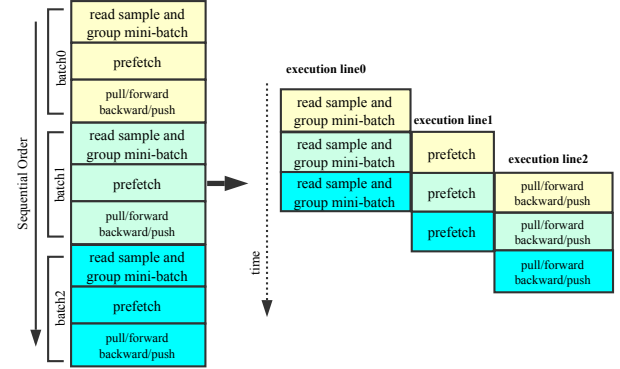 Sequential Order
batch0
read sample and
group mini-batch
prefetch
pull/forward
backward/push
batch1
read sample and
group mini-batch
prefetch
pull/forward
backward/push
batch2
read sample and
group mini-batch
prefetch
pull/forward
backward/push
time
execution line0
read sample and
group mini-batch
read sample and
group mini-batch
read sample and
group mini-batch
execution line1
prefetch
prefetch
prefetch
execution line2
pull/forward
backward/push
pull/forward
backward/push
pull/forward
backward/push